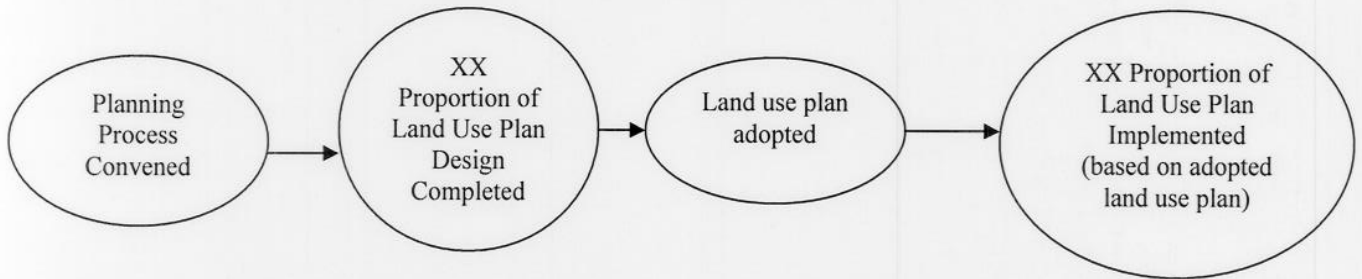 Planning
Process
Convened
XX
Proportion of
Land Use Plan
Design
Completed
Land use plan
adopted
XX Proportion of
Land Use Plan
Implemented
(based on adopted
land use plan)